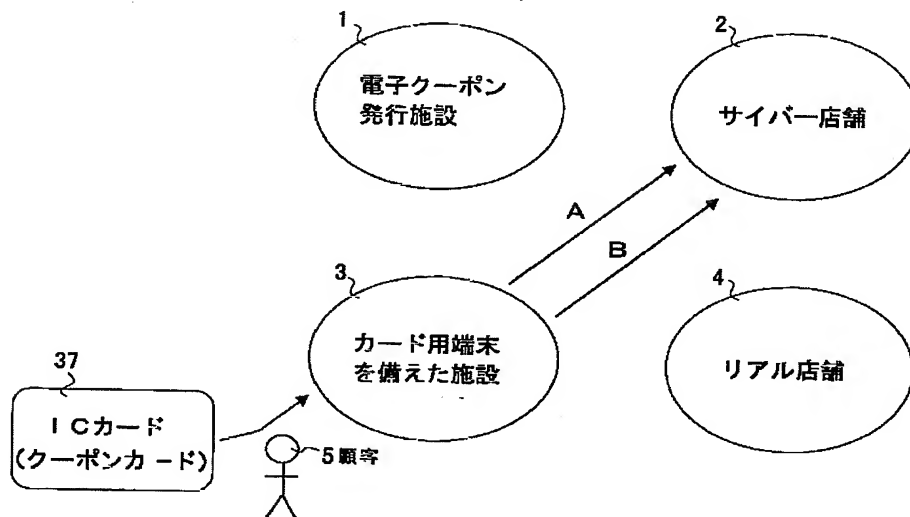 1
電子クーポン
発行施設
2
サイバー店舗
A
B
3
カード用端末
を備えた施設
4
リアル店舗
37
ICカード
(クーポンカード)
5顧客